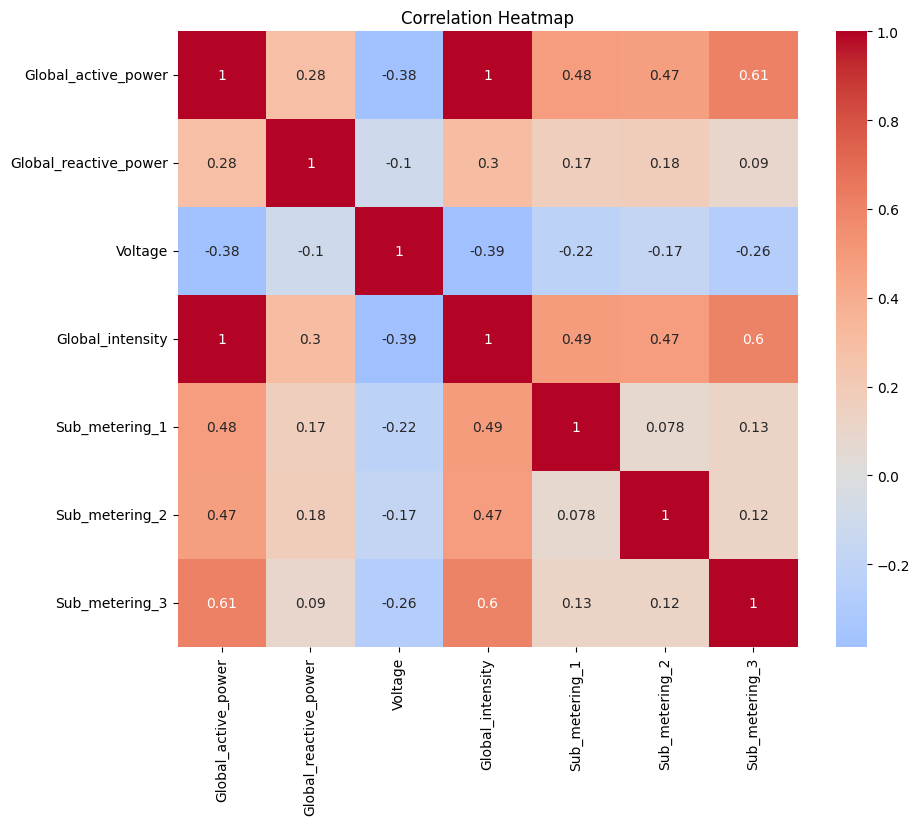 Correlation Heatmap
Global_active_power 1 0.28 -0.38 1 0.48 0.47 0.61
Global_reactive_power 0.28 1 -0.1 0.3 0.17 0.18 0.09
Voltage -0.38 -0.1 1 -0.39 -0.22 -0.17 -0.26
Global_intensity 1 0.3 -0.39 1 0.49 0.47 0.6
Sub_metering_1 0.48 0.17 -0.22 0.49 1 0.078 0.13
Sub_metering_2 0.47 0.18 -0.17 0.47 0.078 1 0.12
Sub_metering_3 0.61 0.09 -0.26 0.6 0.13 0.12 1
Global_active_power
Global_reactive_power
Voltage
Global_intensity
Sub_metering_1
Sub_metering_2
Sub_metering_3
1.0
0.8
0.6
0.4
0.2
0.0
−0.2